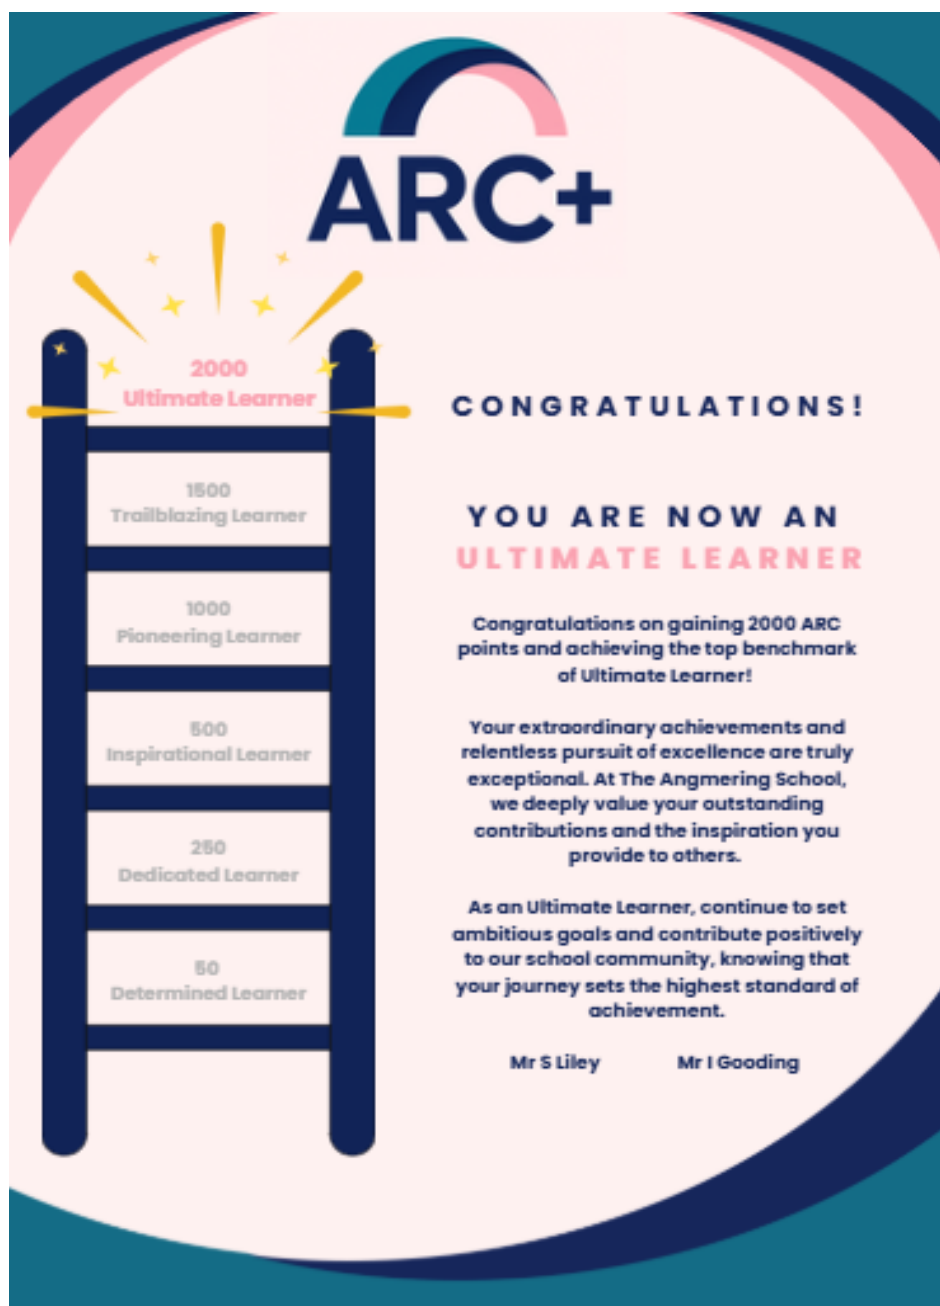 ARC+
2000
Ultimate Learner
1500
Trailblazing Learner
1000
Pioneering Learner
500
Inspirational Learner
250
Dedicated Learner
50
Determined Learner
CONGRATULATIONS!
YOU ARE NOW AN
ULTIMATE LEARNER
Congratulations on gaining 2000 ARC
points and achieving the top benchmark
of Ultimate Learner!
Your extraordinary achievements and
relentless pursuit of excellence are truly
exceptional. At The Angmering School,
we deeply value your outstanding
contributions and the inspiration you
provide to others.
As an Ultimate Learner, continue to set
ambitious goals and contribute positively
to our school community, knowing that
your journey sets the highest standard of
achievement.
Mr S Liley Mr I Gooding